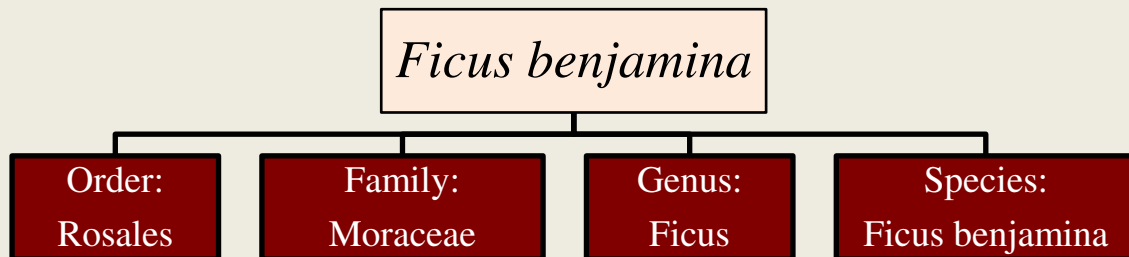 Ficus benjamina
Order:
Rosales
Family:
Moraceae
Genus:
Ficus
Species:
Ficus benjamina